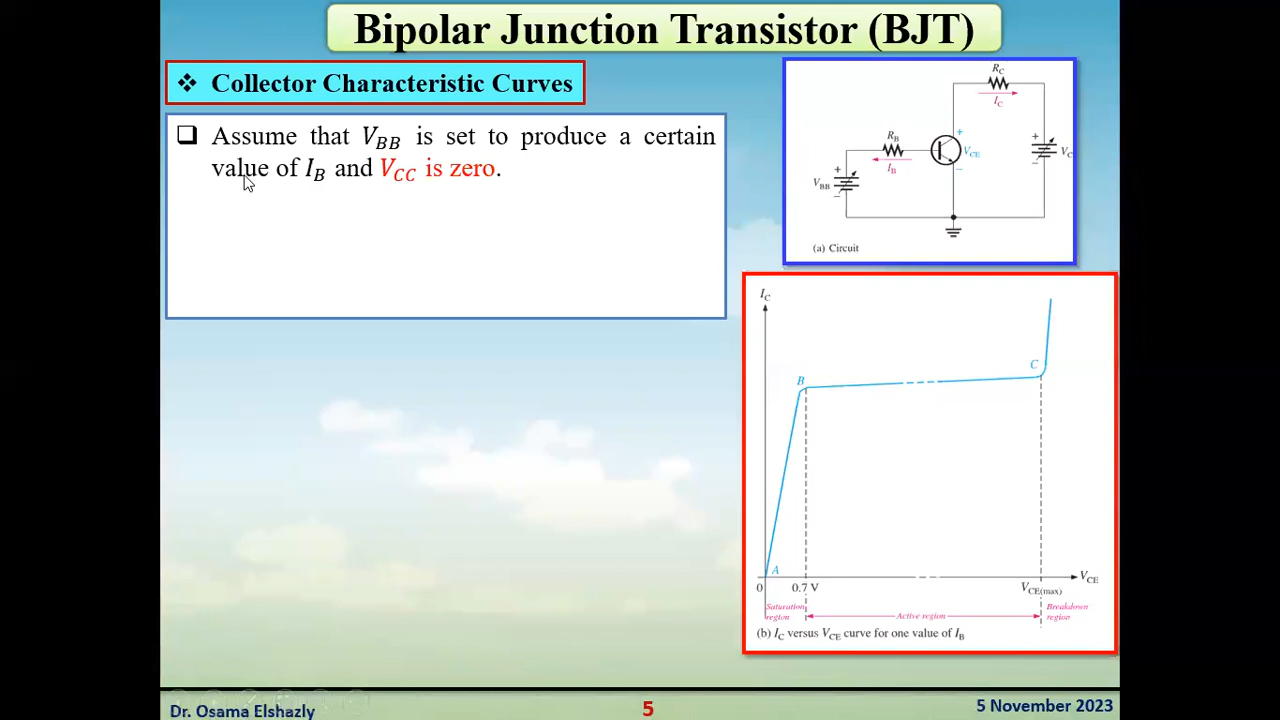 Bipolar Junction Transistor (BJT)
❖ Collector Characteristic Curves
❑ Assume that V_BB is set to produce a certain
value of I_B and V_CC is zero.
R_C
I_C
+
R_B
+
V_CE
V_C
I_B
–
–
+
V_BB
–
(a) Circuit
I_C
B
C
A
0
0.7 V
V_CE(max)
V_CE
Saturation
region
Active region
Breakdown
region
(b) I_C versus V_CE curve for one value of I_B
Dr. Osama Elshazly
5
5 November 2023